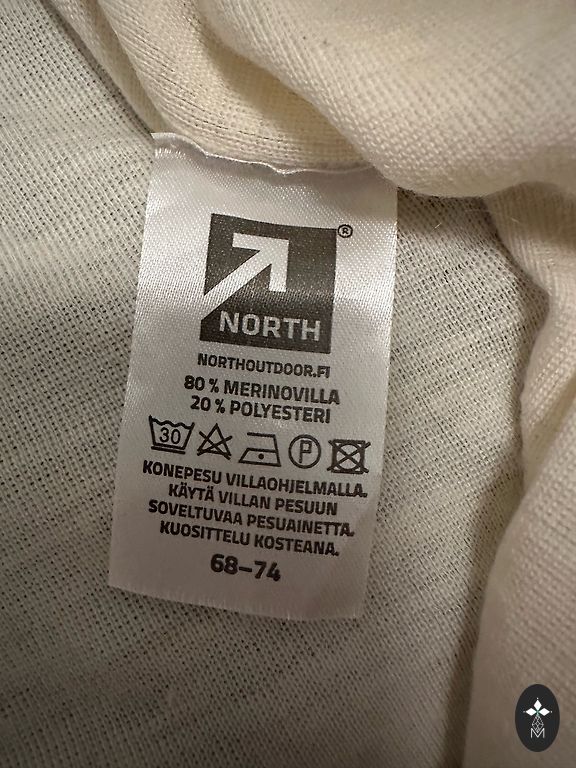 ®
NORTH
NORTHOUTDOOR.FI
80 % MERINOVILLA
20 % POLYESTERI
30 P
KONEPESU VILLAOHJELMALLA.
KÄYTÄ VILLAN PESUUN
SOVELTUVAA PESUAINETTA.
KUOSITTELU KOSTEANA.
68–74
M